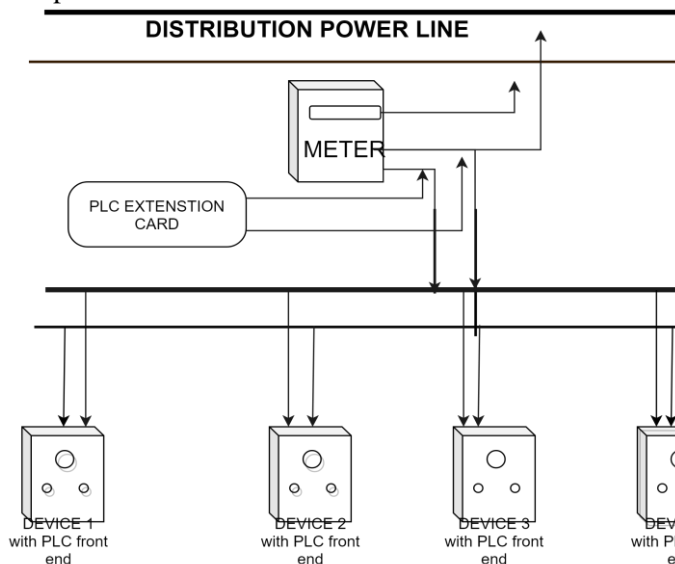 DISTRIBUTION POWER LINE
METER
PLC EXTENSTION
CARD
DEVICE 1
with PLC front
end
DEVICE 2
with PLC front
end
DEVICE 3
with PLC front
end